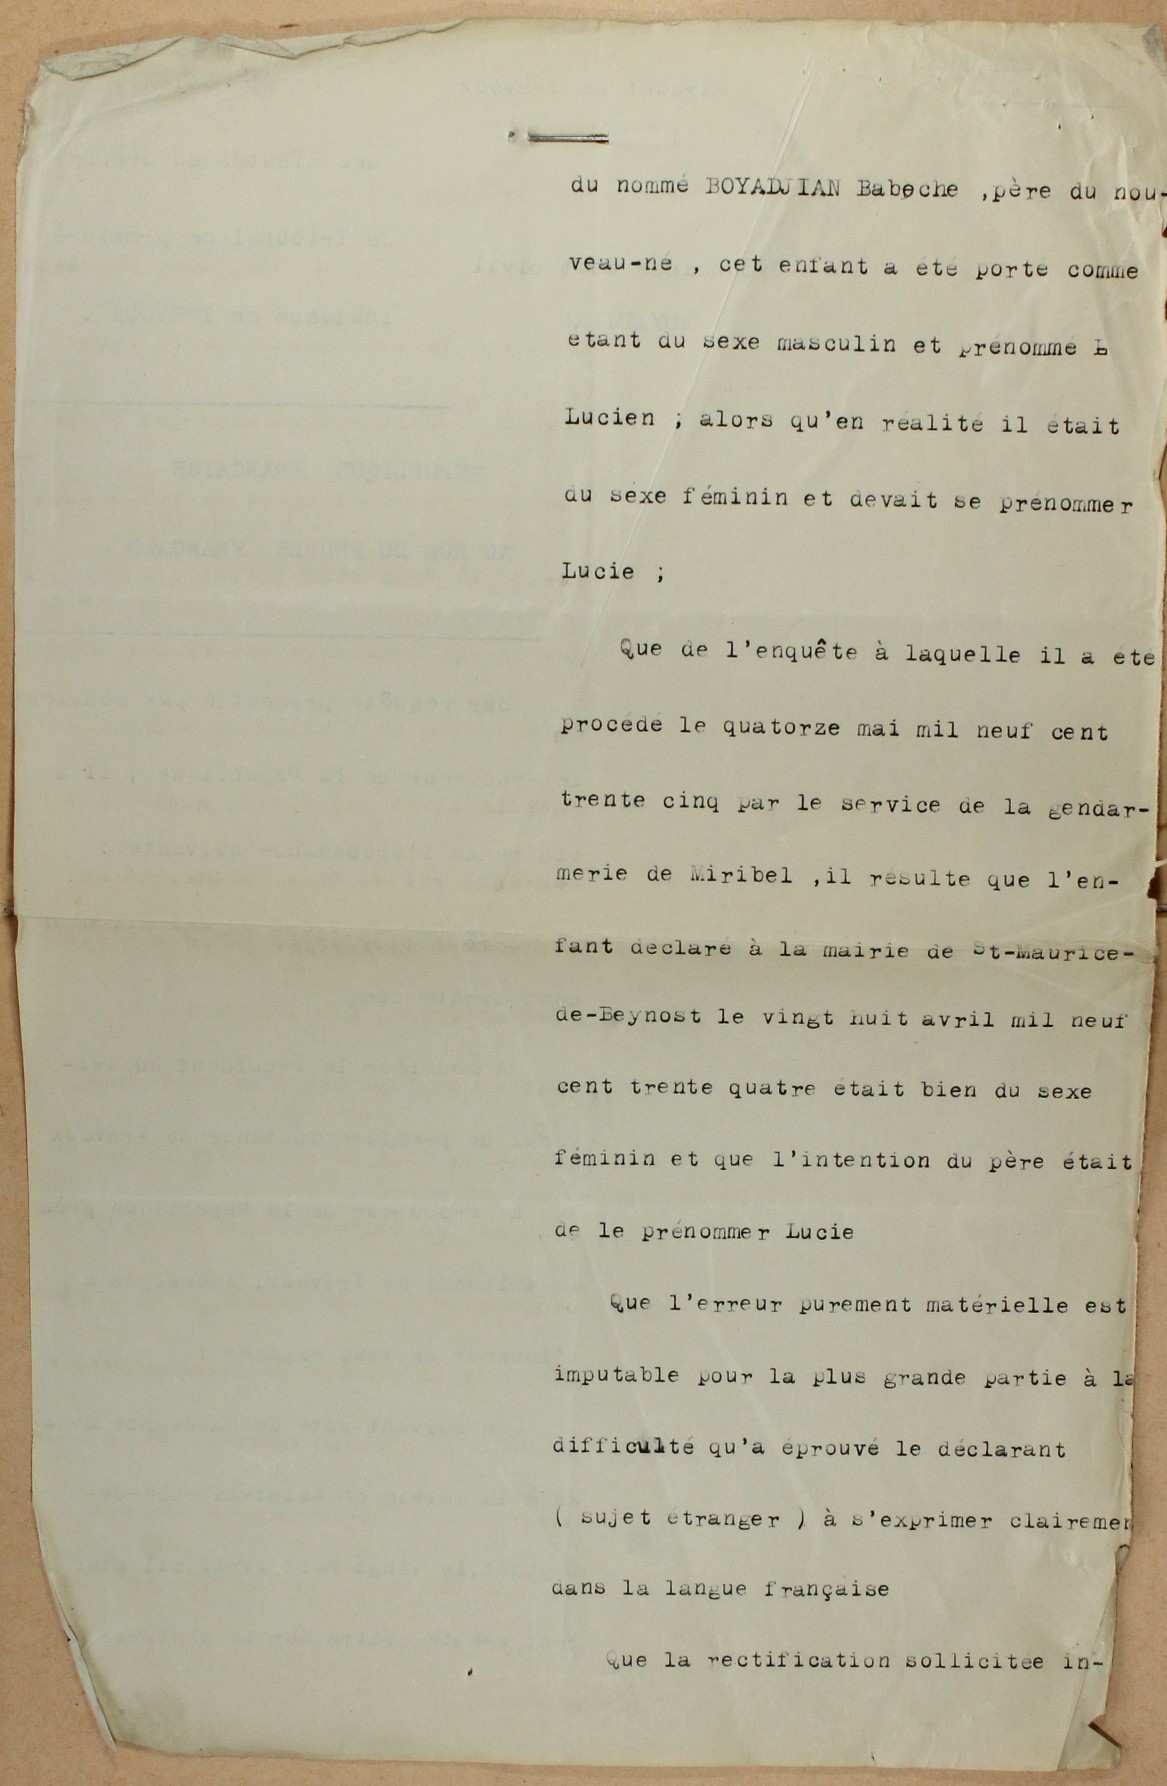 du nommé BOYADJIAN Babeche ,père du nou-
veau-né , cet enfant a été porté comme
étant du sexe masculin et prénommé L
Lucien ; alors qu'en réalité il était
du séxe féminin et devait se prénommer
Lucie ;
Que de l'enquête à laquelle il a été
procédé le quatorze mai mil neuf cent
trente cinq par le service de la gendar-
merie de Miribel ,il résulte que l'en-
fant déclaré à la mairie de St-Maurice-
de-Beynost le vingt huit avril mil neuf
cent trente quatre était bien du sexe
féminin et que l'intention du père était
de le prénommer Lucie
Que l'erreur purement matérielle est
imputable pour la plus grande partie à la
difficulté qu'a éprouvé le déclarant
( sujet étranger ) à s'exprimer clairemen
dans la langue française
Que la rectification sollicitée in-